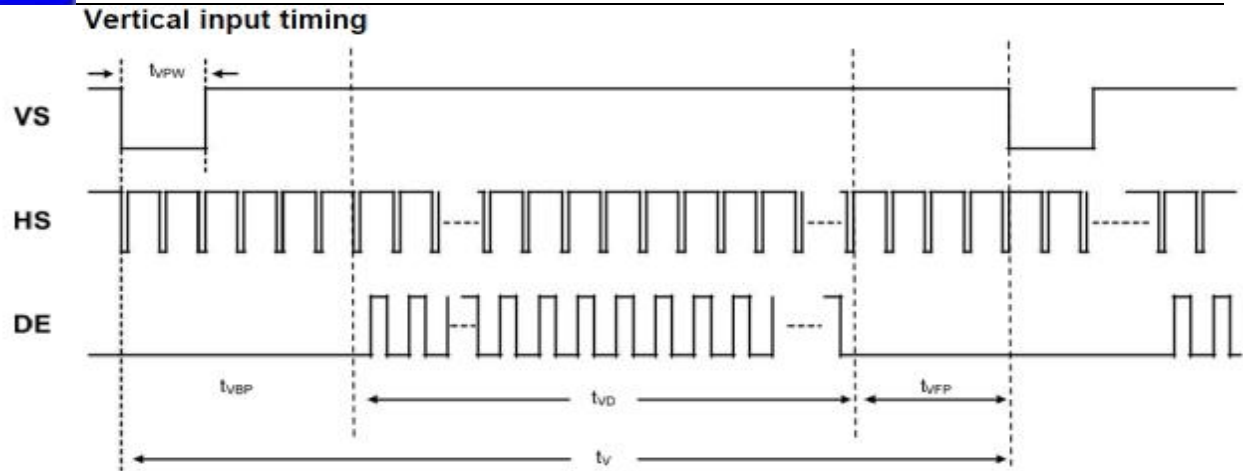 Vertical input timing
tVPW
VS
HS
DE
tVBP
tVD
tVFP
tV